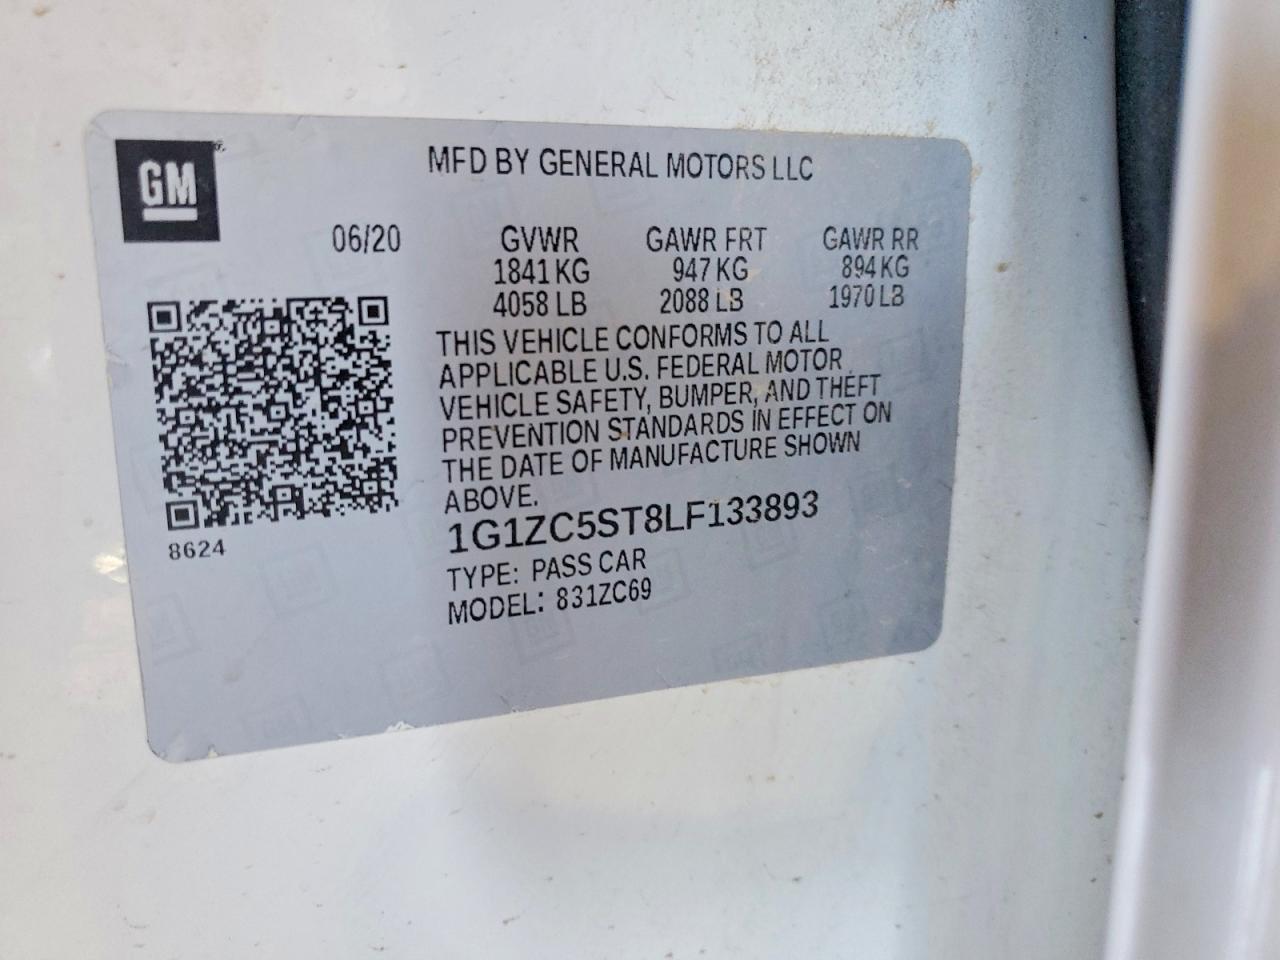 GM
MFD BY GENERAL MOTORS LLC
06/20 GVWR GAWR FRT GAWR RR
1841 KG 947 KG 894 KG
4058 LB 2088 LB 1970 LB
THIS VEHICLE CONFORMS TO ALL
APPLICABLE U.S. FEDERAL MOTOR
VEHICLE SAFETY, BUMPER, AND THEFT
PREVENTION STANDARDS IN EFFECT ON
THE DATE OF MANUFACTURE SHOWN
ABOVE.
1G1ZC5ST8LF133893
8624
TYPE: PASS CAR
MODEL: 831ZC69